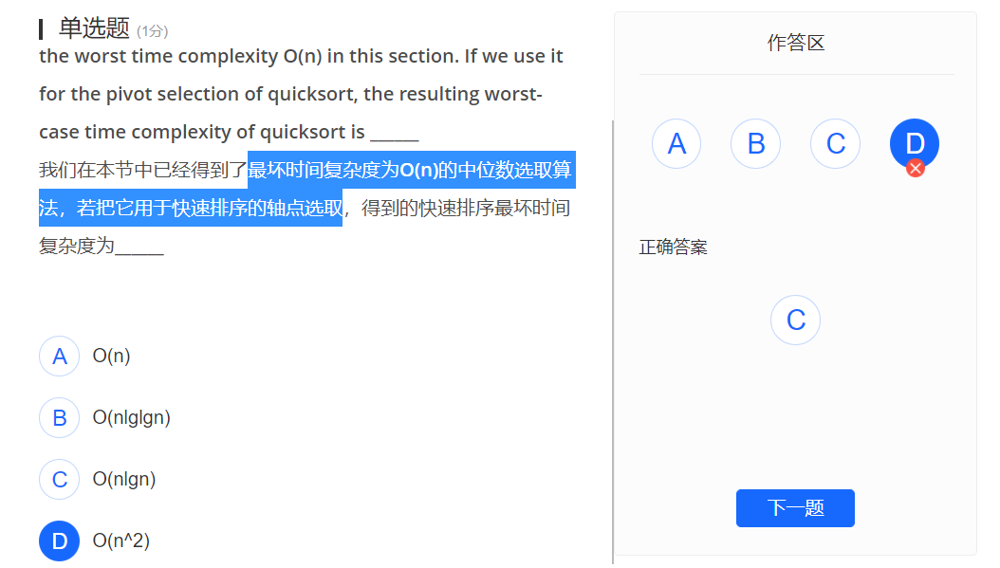 单选题 (1分)
the worst time complexity O(n) in this section. If we use it
for the pivot selection of quicksort, the resulting worst-
case time complexity of quicksort is ______
我们在本节中已经得到了最坏时间复杂度为O(n)的中位数选取算
法，若把它用于快速排序的轴点选取，得到的快速排序最坏时间
复杂度为______
A O(n)
B O(nlglgn)
C O(nlgn)
D O(n^2)
作答区
A B C D
正确答案
C
下一题